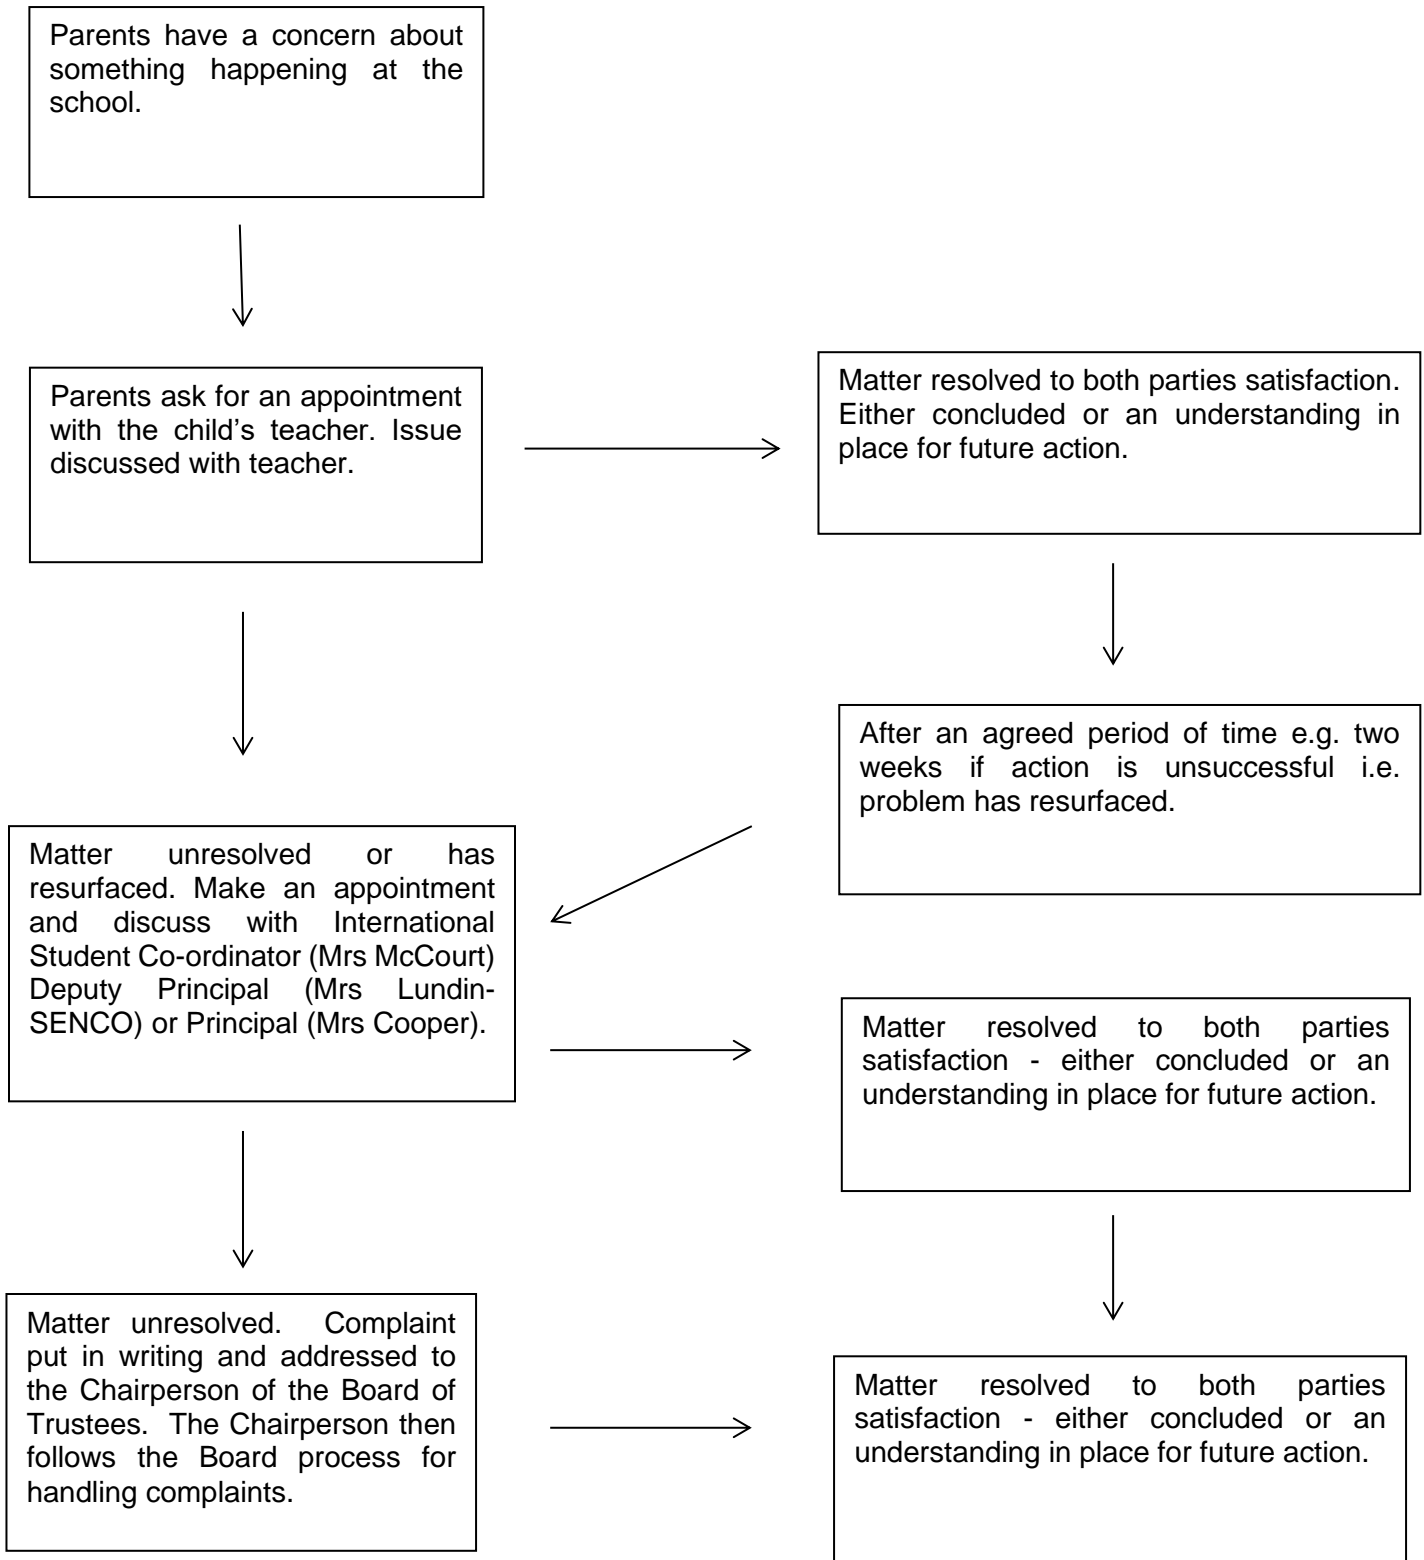 Parents have a concern about
something happening at the
school.
Parents ask for an appointment
with the child’s teacher. Issue
discussed with teacher.
Matter resolved to both parties satisfaction.
Either concluded or an understanding in
place for future action.
After an agreed period of time e.g. two
weeks if action is unsuccessful i.e.
problem has resurfaced.
Matter unresolved or has
resurfaced. Make an appointment
and discuss with International
Student Co-ordinator (Mrs McCourt)
Deputy Principal (Mrs Lundin-
SENCO) or Principal (Mrs Cooper).
Matter resolved to both parties
satisfaction - either concluded or an
understanding in place for future action.
Matter unresolved. Complaint
put in writing and addressed to
the Chairperson of the Board of
Trustees. The Chairperson then
follows the Board process for
handling complaints.
Matter resolved to both parties
satisfaction - either concluded or an
understanding in place for future action.